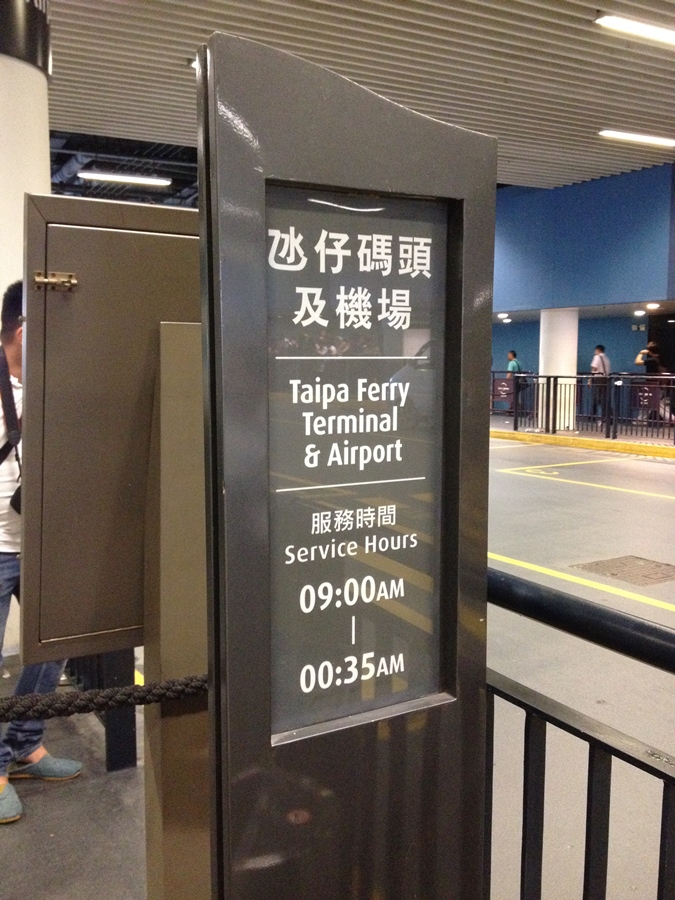 氹仔碼頭
及機場
Taipa Ferry
Terminal
& Airport
服務時間
Service Hours
09:00AM
|
00:35AM